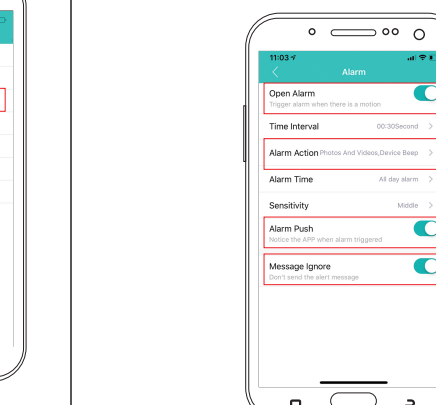 11:03
Alarm
Open Alarm
Trigger alarm when there is a motion
Time Interval 00:30Second
Alarm Action Photos And Videos,Device Beep
Alarm Time All day alarm
Sensitivity Middle
Alarm Push
Notice the APP when alarm triggered
Message Ignore
Don't send the alert message